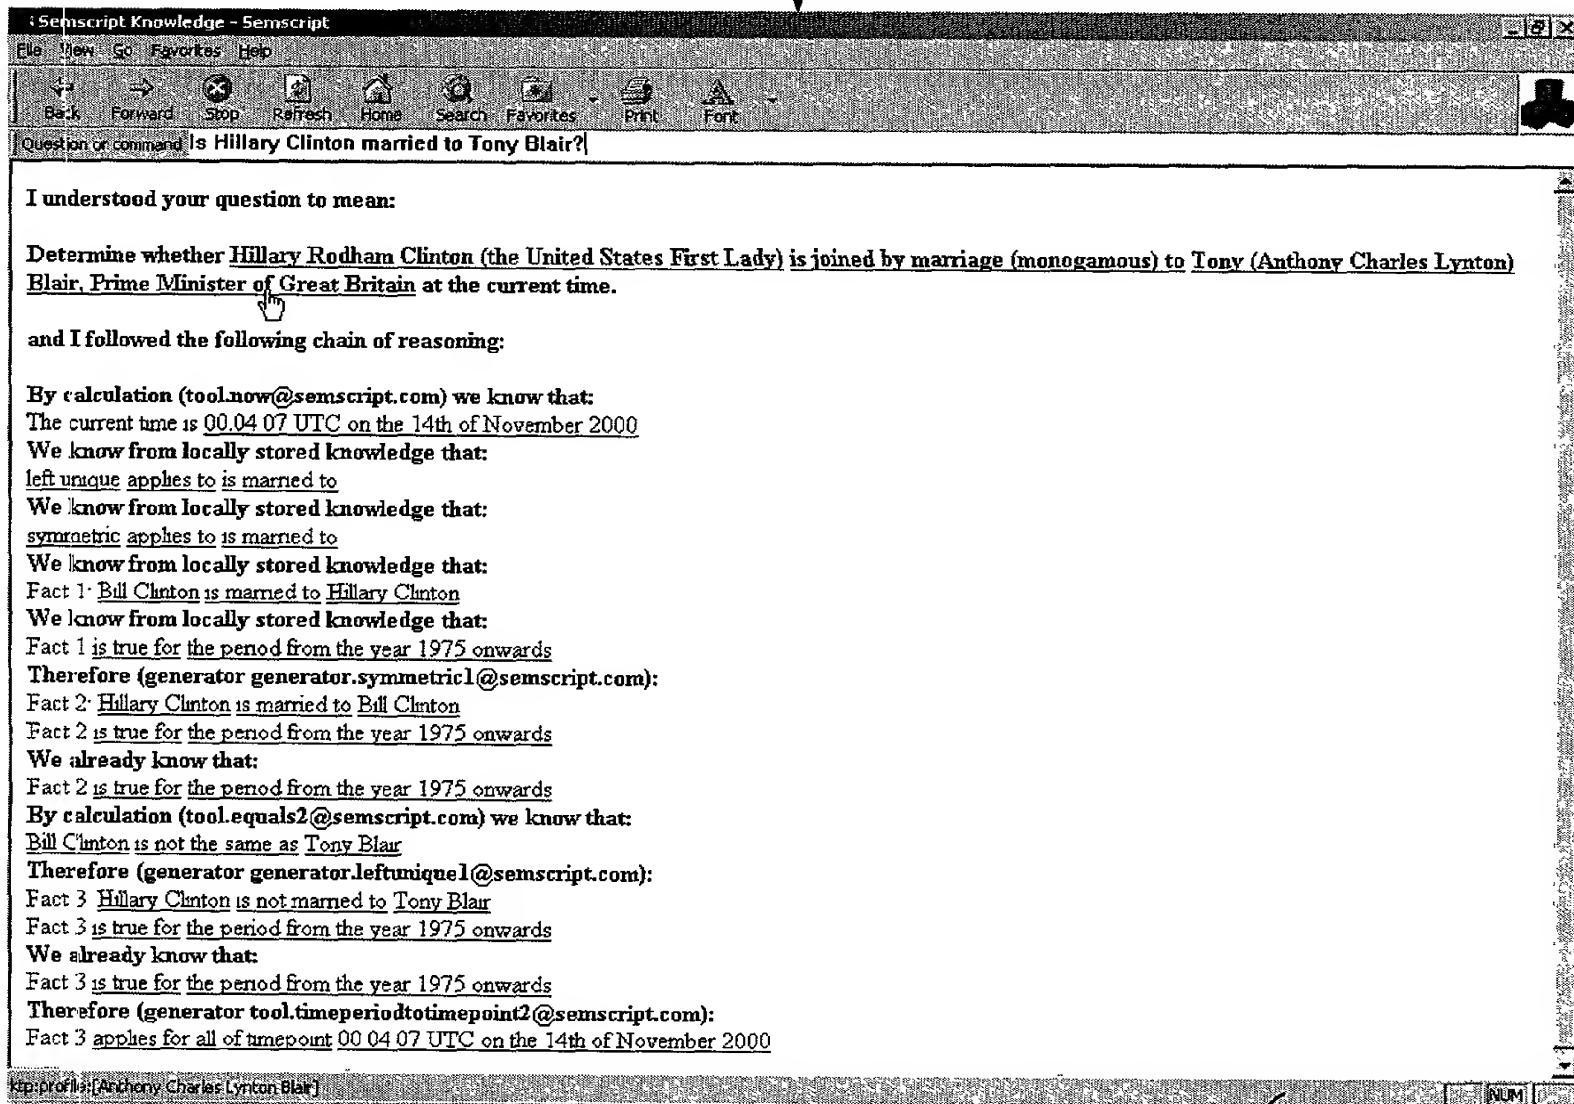 Semscript Knowledge - Semscript
File View Go Favorites Help
Back Forward Stop Refresh Home Search Favorites Print Font
Question or command Is Hillary Clinton married to Tony Blair?
I understood your question to mean:
Determine whether Hillary Rodham Clinton (the United States First Lady) is joined by marriage (monogamous) to Tony (Anthony Charles Lynton)
Blair, Prime Minister of Great Britain at the current time.
and I followed the following chain of reasoning:
By calculation (tool.now@semscript.com) we know that:
The current time is 00.04 07 UTC on the 14th of November 2000
We know from locally stored knowledge that:
left unique applies to is married to
We know from locally stored knowledge that:
symmetric applies to is married to
We know from locally stored knowledge that:
Fact 1· Bill Clinton is married to Hillary Clinton
We know from locally stored knowledge that:
Fact 1 is true for the period from the year 1975 onwards
Therefore (generator generator.symmetric1@semscript.com):
Fact 2· Hillary Clinton is married to Bill Clinton
Fact 2 is true for the period from the year 1975 onwards
We already know that:
Fact 2 is true for the period from the year 1975 onwards
By calculation (tool.equals2@semscript.com) we know that:
Bill Clinton is not the same as Tony Blair
Therefore (generator generator.leftunique1@semscript.com):
Fact 3 Hillary Clinton is not married to Tony Blair
Fact 3 is true for the period from the year 1975 onwards
We already know that:
Fact 3 is true for the period from the year 1975 onwards
Therefore (generator tool.timeperiodtotimepoint2@semscript.com):
Fact 3 applies for all of timepoint 00 04 07 UTC on the 14th of November 2000
ktp:profile:[Anthony Charles Lynton Blair]
NUM